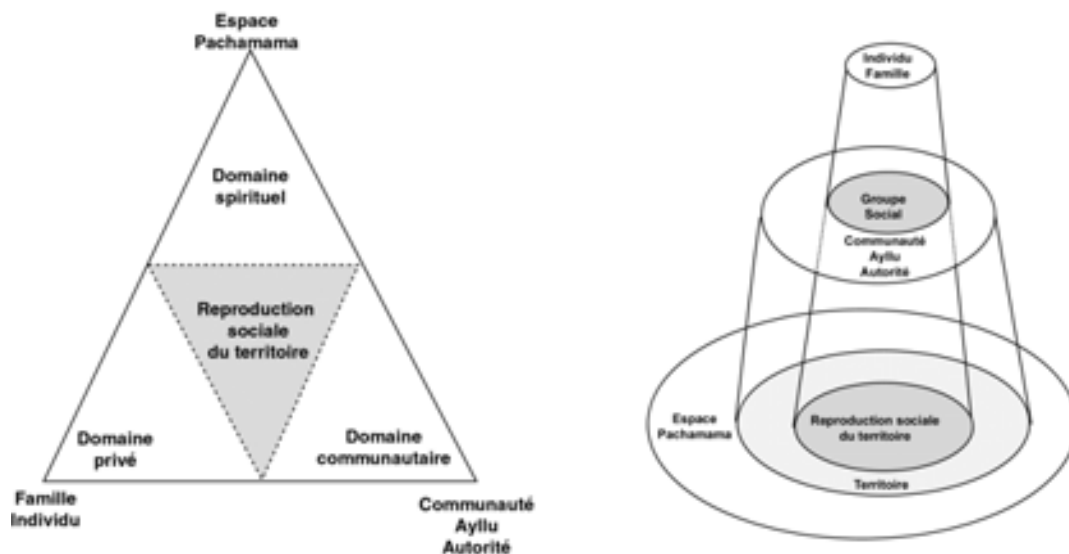 Espace
Pachamama
Domaine
spirituel
Reproduction
sociale
du territoire
Domaine
privé
Domaine
communautaire
Famille
Individu
Communauté
Ayllu
Autorité
Individu
Famille
Groupe
Social
Communauté
Ayllu
Autorité
Espace
Pachamama
Reproduction sociale
du territoire
Territoire